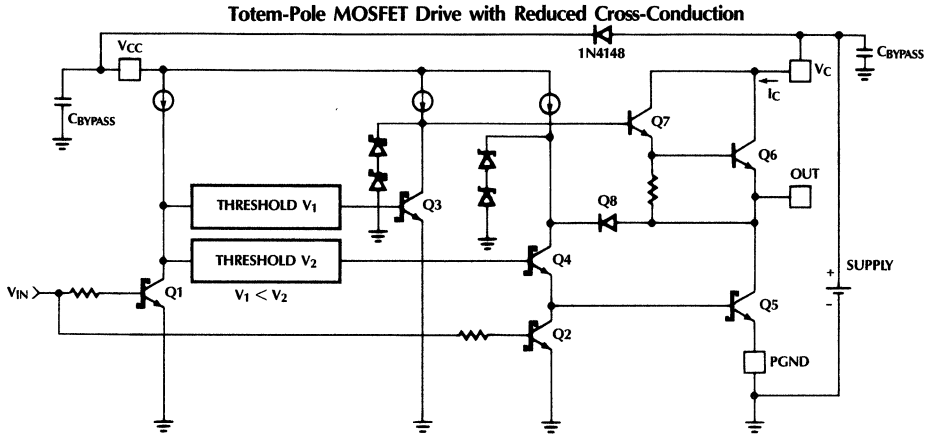 Totem-Pole MOSFET Drive with Reduced Cross-Conduction
1N4148
VCC
CBYPASS
VC
CBYPASS
IC
Q7
Q6
OUT
Q3
Q8
THRESHOLD V1
THRESHOLD V2
V1 < V2
Q4
VIN
Q1
Q2
Q5
SUPPLY
+
−
PGND